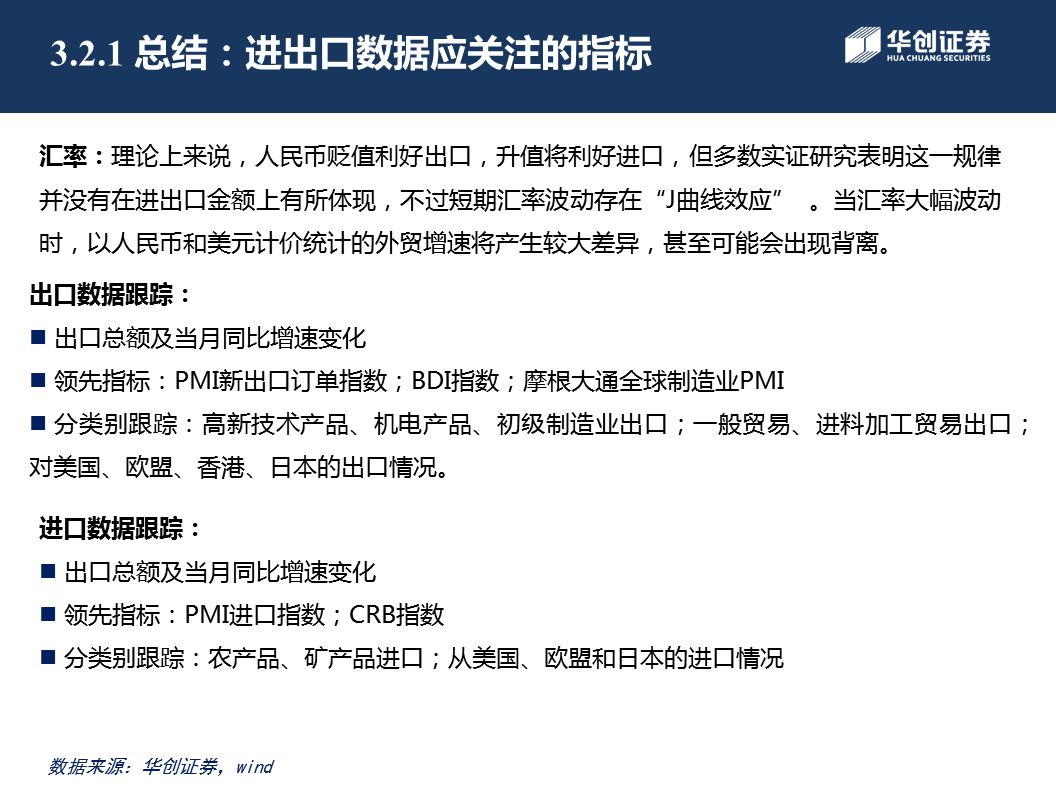 3.2.1 总结：进出口数据应关注的指标
华创证券
HUA CHUANG SECURITIES
汇率：理论上来说，人民币贬值利好出口，升值将利好进口，但多数实证研究表明这一规律
并没有在进出口金额上有所体现，不过短期汇率波动存在“J曲线效应” 。当汇率大幅波动
时，以人民币和美元计价统计的外贸增速将产生较大差异，甚至可能会出现背离。
出口数据跟踪：
■ 出口总额及当月同比增速变化
■ 领先指标：PMI新出口订单指数；BDI指数；摩根大通全球制造业PMI
■ 分类别跟踪：高新技术产品、机电产品、初级制造业出口；一般贸易、进料加工贸易出口；
对美国、欧盟、香港、日本的出口情况。
进口数据跟踪：
■ 出口总额及当月同比增速变化
■ 领先指标：PMI进口指数；CRB指数
■ 分类别跟踪：农产品、矿产品进口；从美国、欧盟和日本的进口情况
数据来源：华创证券，wind